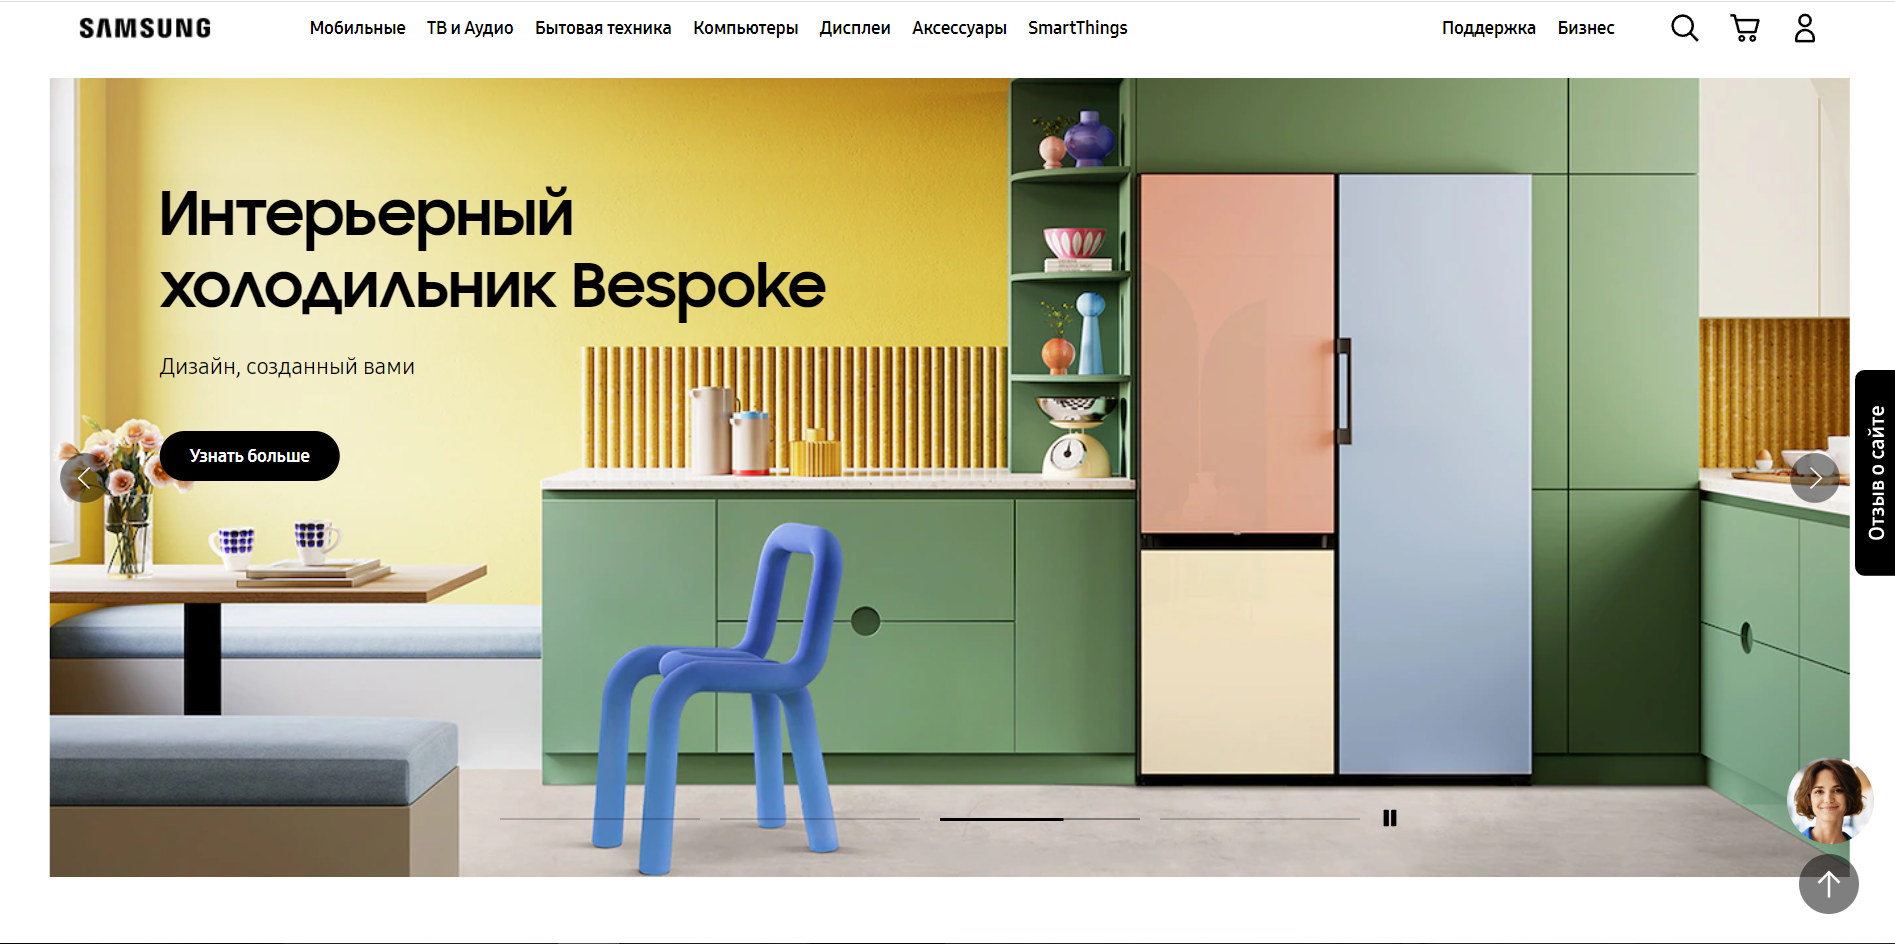 SAMSUNG
Мобильные
ТВ и Аудио
Бытовая техника
Компьютеры
Дисплеи
Аксессуары
SmartThings
Поддержка
Бизнес
Интерьерный
холодильник Bespoke
Дизайн, созданный вами
Узнать больше
Отзыв о сайте